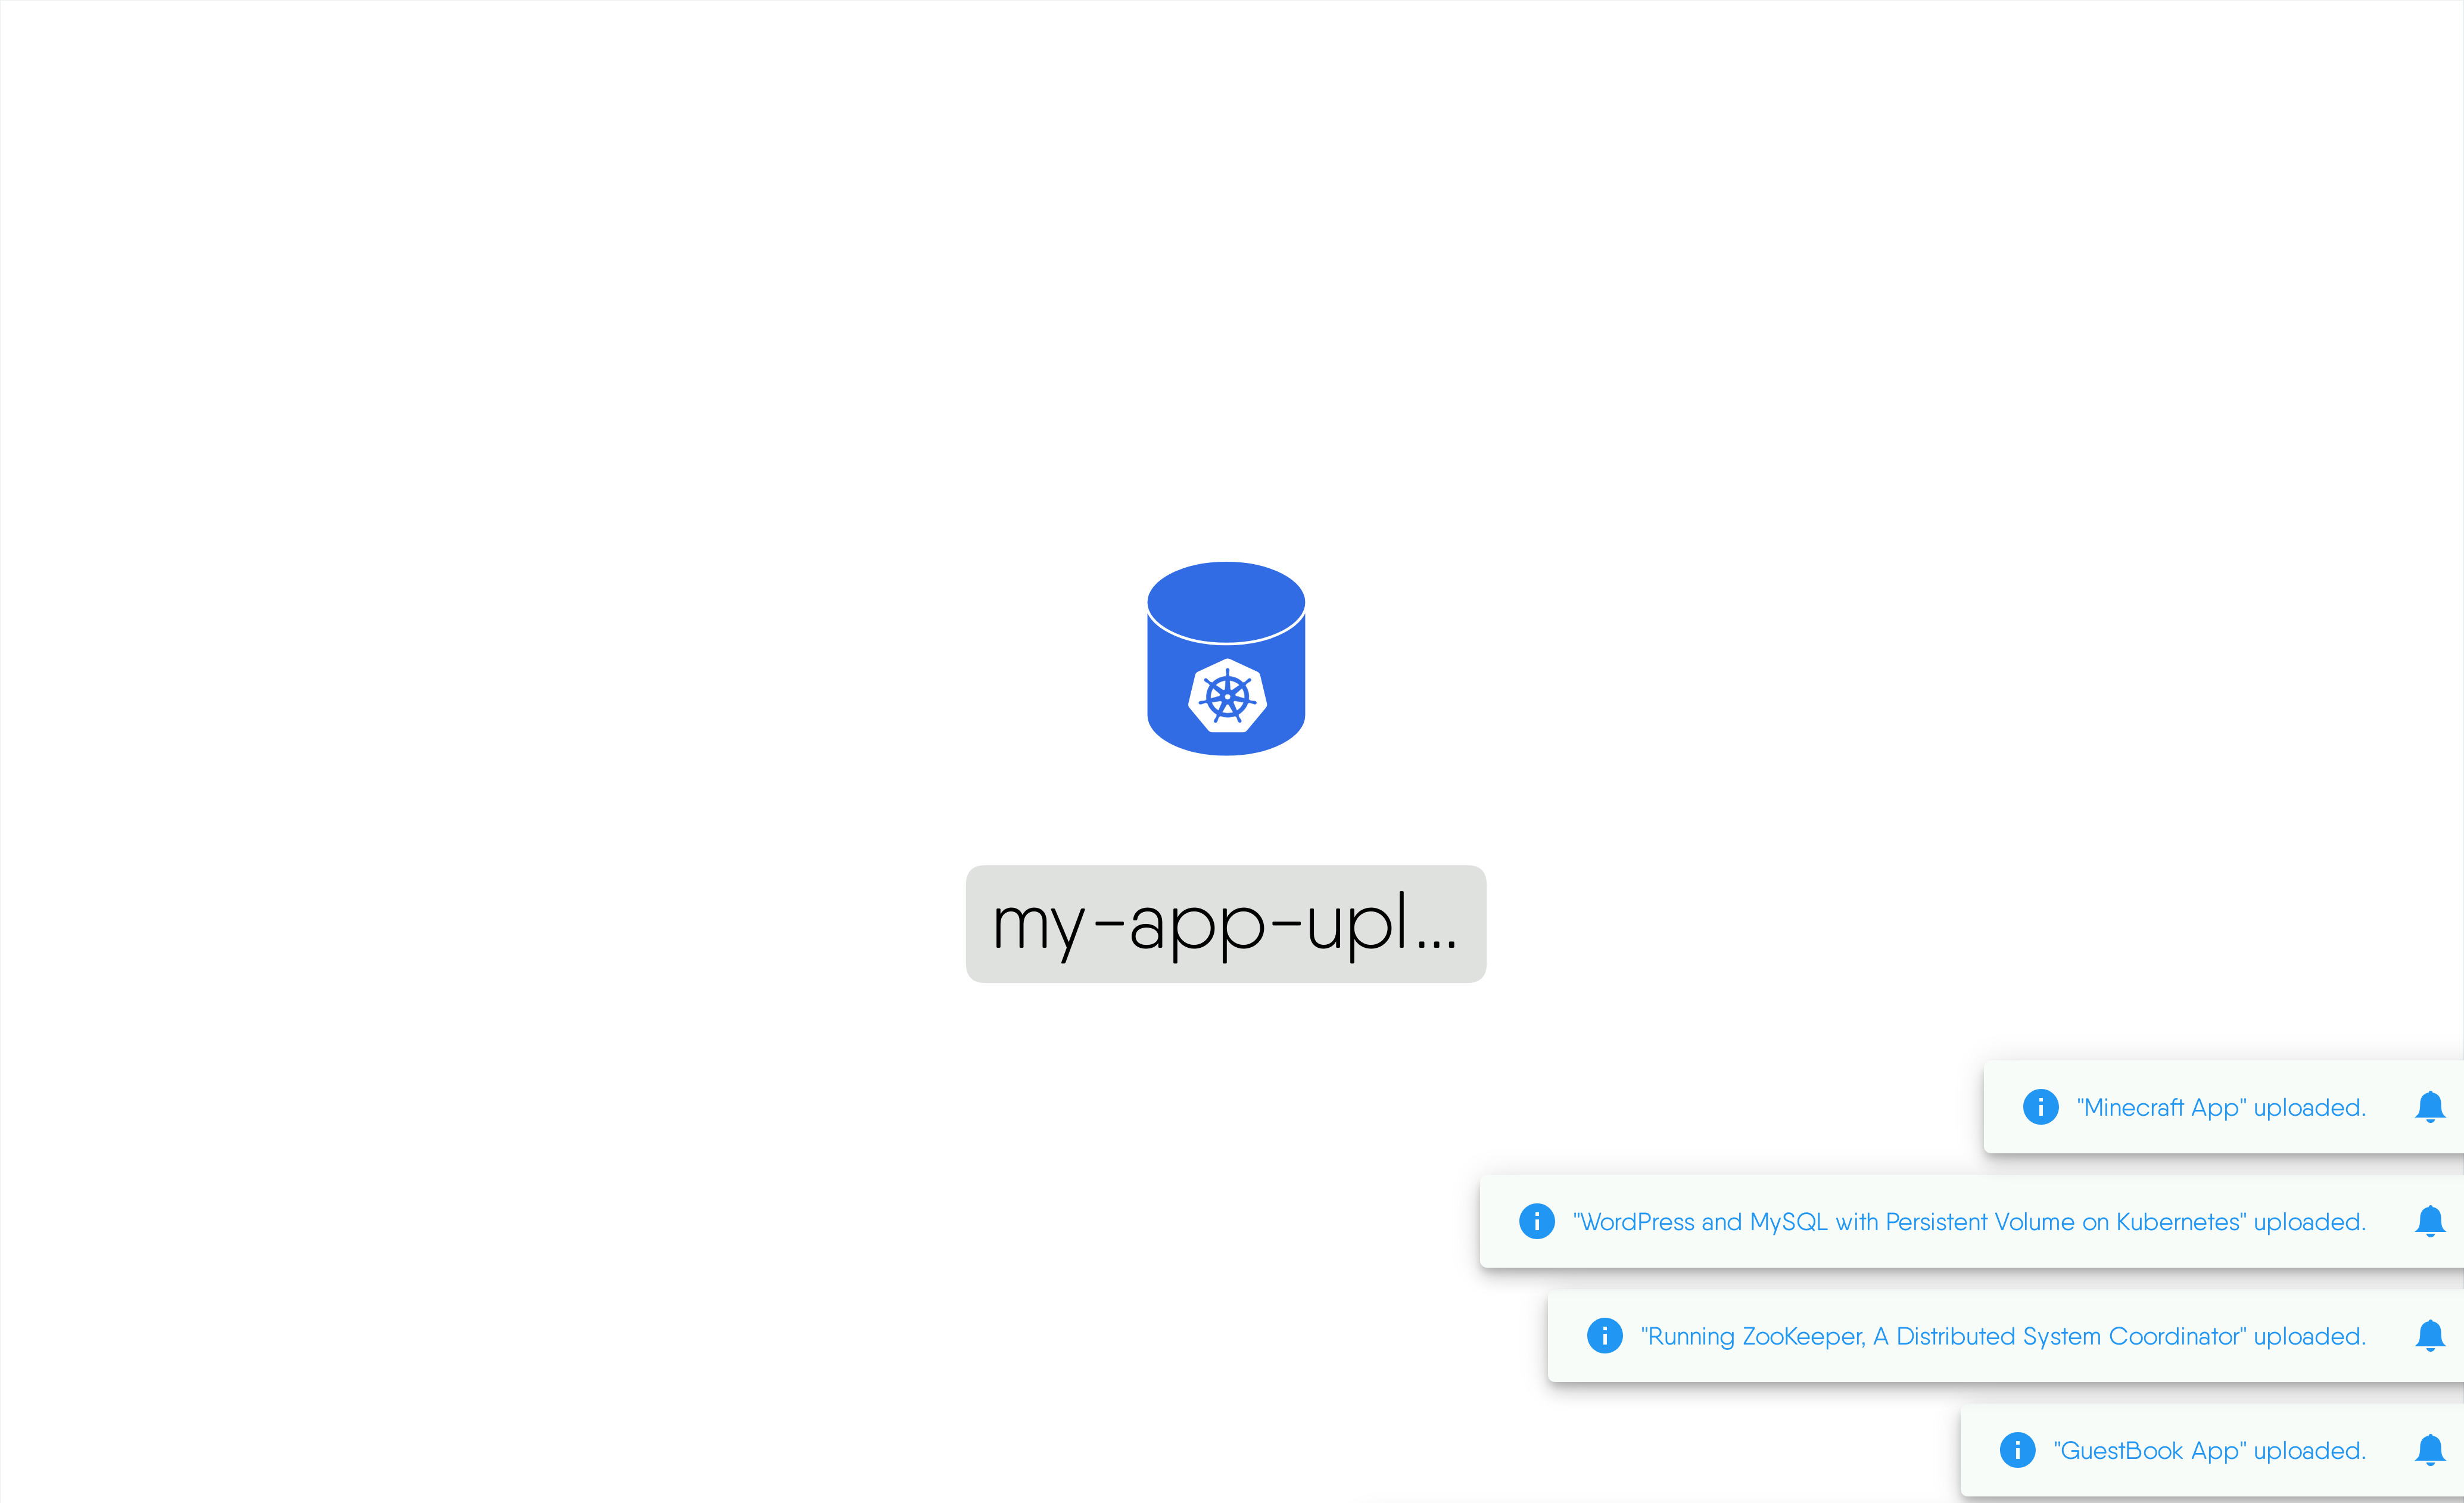 my-app-upl...
"Minecraft App" uploaded.
"WordPress and MySQL with Persistent Volume on Kubernetes" uploaded.
"Running ZooKeeper, A Distributed System Coordinator" uploaded.
"GuestBook App" uploaded.